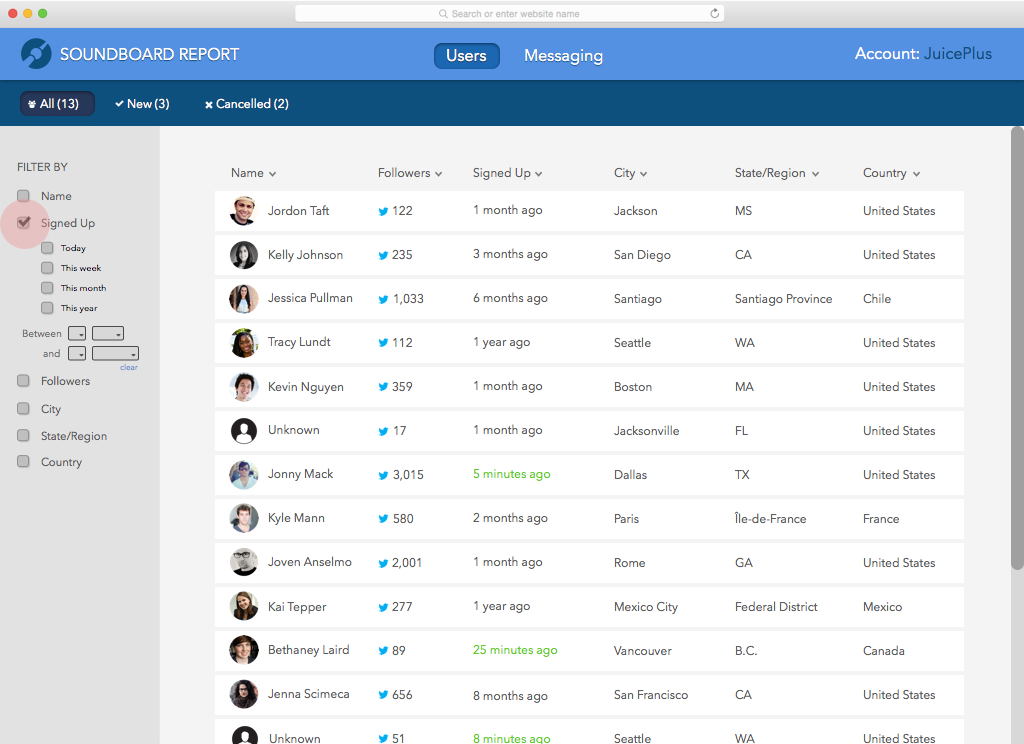 Search or enter website name
SOUNDBOARD REPORT Users Messaging Account: JuicePlus
All (13) New (3) Cancelled (2)
FILTER BY
Name
Signed Up
Today
This week
This month
This year
Between
and
clear
Followers
City
State/Region
Country
Name Followers Signed Up City State/Region Country
Jordon Taft 122 1 month ago Jackson MS United States
Kelly Johnson 235 3 months ago San Diego CA United States
Jessica Pullman 1,033 6 months ago Santiago Santiago Province Chile
Tracy Lundt 112 1 year ago Seattle WA United States
Kevin Nguyen 359 1 month ago Boston MA United States
Unknown 17 1 month ago Jacksonville FL United States
Jonny Mack 3,015 5 minutes ago Dallas TX United States
Kyle Mann 580 2 months ago Paris Île-de-France France
Joven Anselmo 2,001 1 month ago Rome GA United States
Kai Tepper 277 1 year ago Mexico City Federal District Mexico
Bethaney Laird 89 25 minutes ago Vancouver B.C. Canada
Jenna Scimeca 656 8 months ago San Francisco CA United States
Unknown 51 8 minutes ago Seattle WA United States